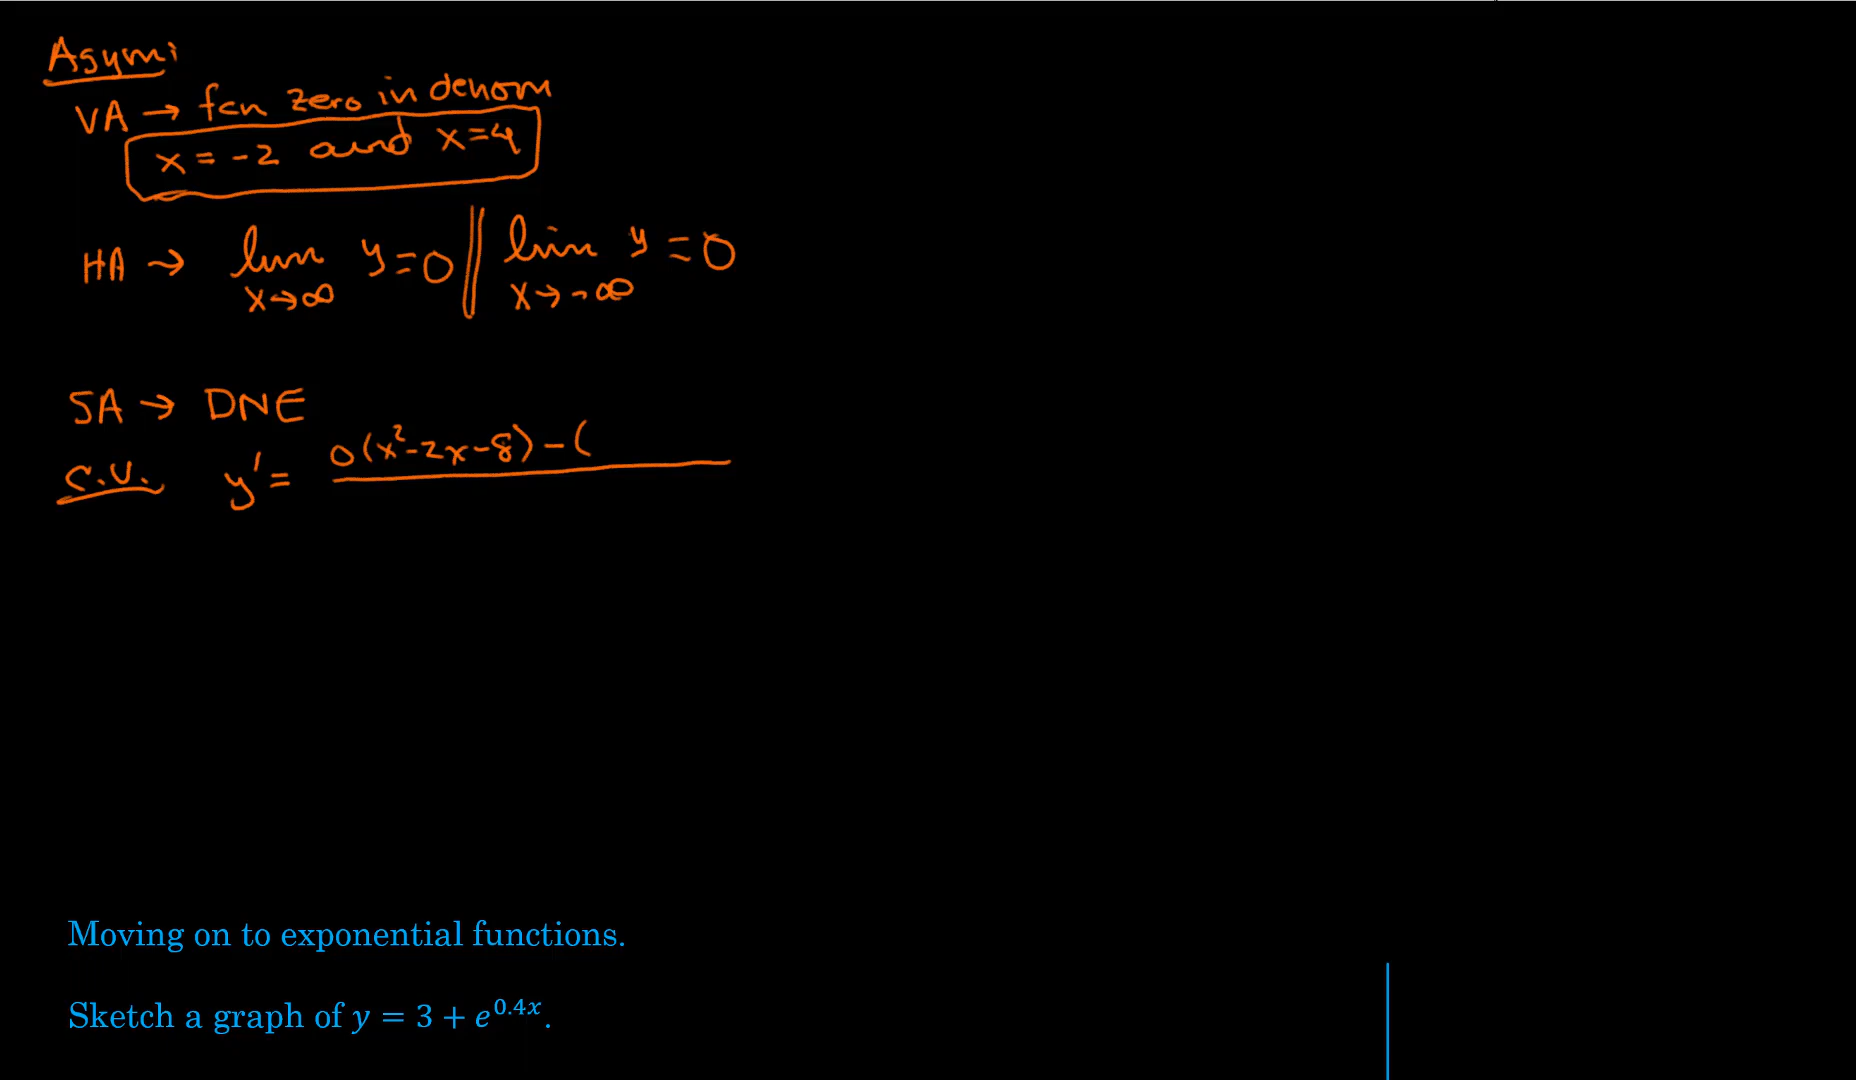 Asym:
VA → fcn zero in denom
x = -2 and x=4
HA → lim x→∞ y=0 || lim x→-∞ y=0
SA → DNE
C.V. y' = 0(x²-2x-8) - (
Moving on to exponential functions.
Sketch a graph of y = 3 + e^{0.4x}.